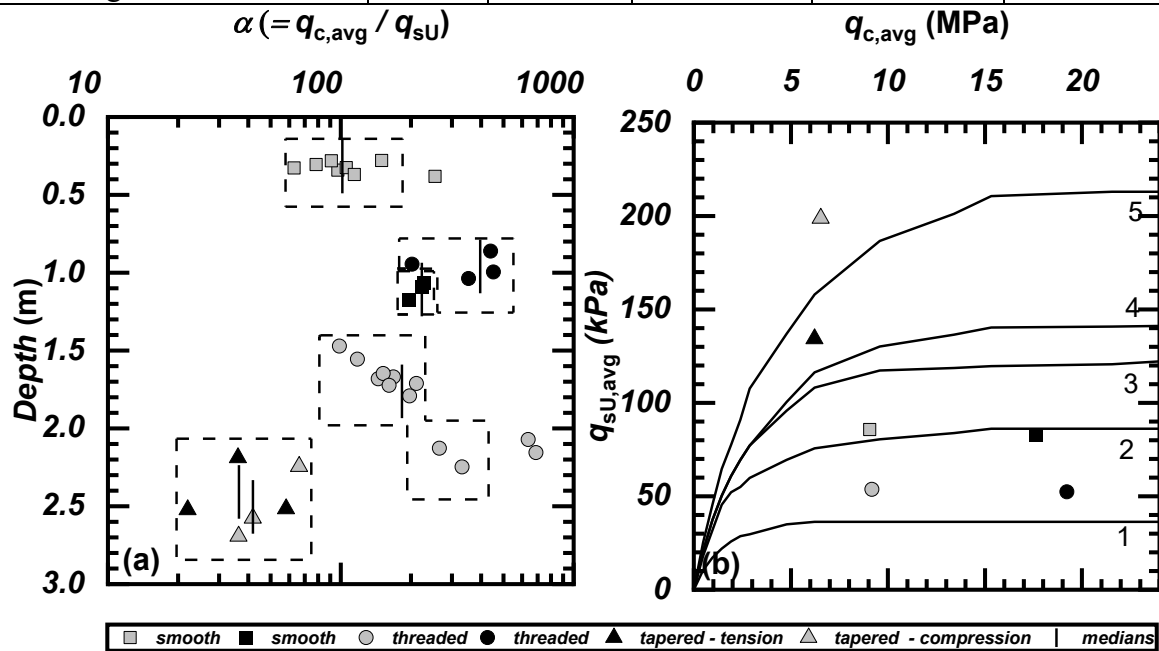 α (= qc,avg / qsU)
qc,avg (MPa)
10 100 1000
0 5 10 15 20
0.0
0.5
1.0
1.5
2.0
2.5
3.0
Depth (m)
(a)
250
200
150
100
50
0
qsU,avg (kPa)
5
4
3
2
1
(b)
smooth smooth threaded threaded tapered - tension tapered - compression medians